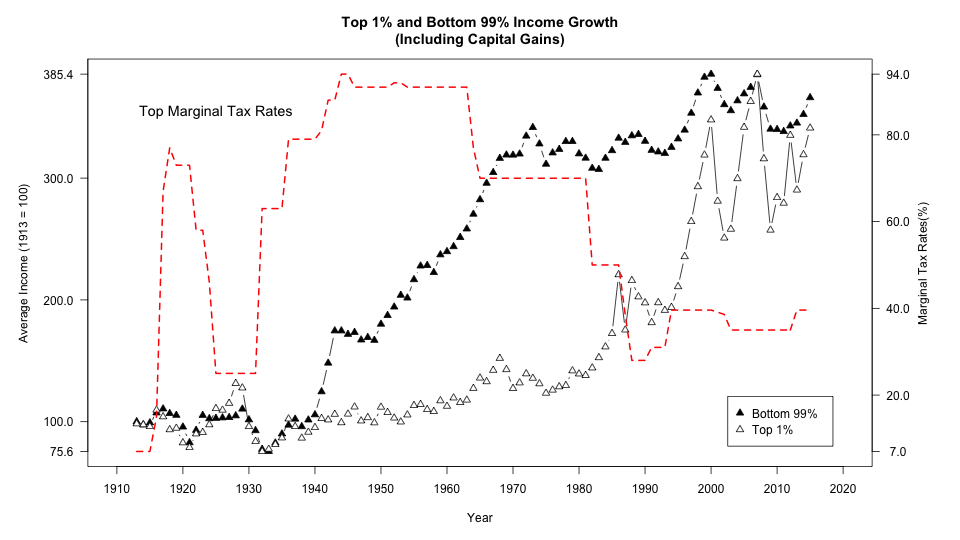 Top 1% and Bottom 99% Income Growth
(Including Capital Gains)
385.4
300.0
200.0
100.0
75.6
Average Income (1913 = 100)
Top Marginal Tax Rates
94.0
80.0
60.0
40.0
20.0
7.0
Marginal Tax Rates(%)
Bottom 99%
Top 1%
1910 1920 1930 1940 1950 1960 1970 1980 1990 2000 2010 2020
Year